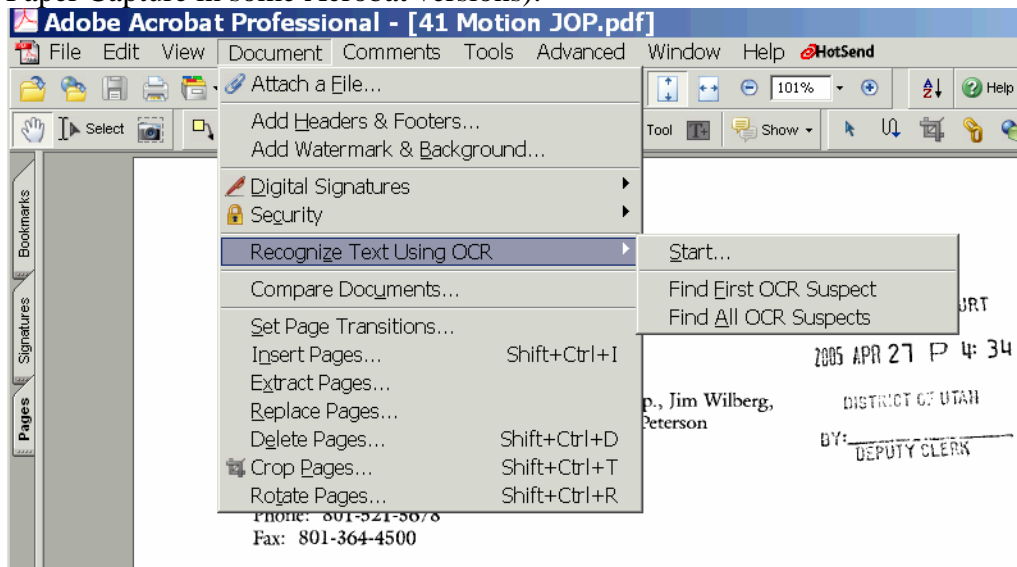 Paper Capture in some Acrobat versions).
Adobe Acrobat Professional - [41 Motion JOP.pdf]
File Edit View Document Comments Tools Advanced Window Help HotSend
Attach a File...
101%
Help
Select
Add Headers & Footers...
Tool
Show
Add Watermark & Background...
Digital Signatures
Security
Recognize Text Using OCR
Start...
Compare Documents...
Find First OCR Suspect
Find All OCR Suspects
Set Page Transitions...
Insert Pages... Shift+Ctrl+I
Extract Pages...
Replace Pages...
Delete Pages... Shift+Ctrl+D
Crop Pages... Shift+Ctrl+T
Rotate Pages... Shift+Ctrl+R
Bookmarks
Signatures
Pages
URT
2005 APR 27 P 4: 34
p., Jim Wilberg,
Peterson
DISTRICT OF UTAH
BY:
DEPUTY CLERK
Phone: 801-521-5678
Fax: 801-364-4500